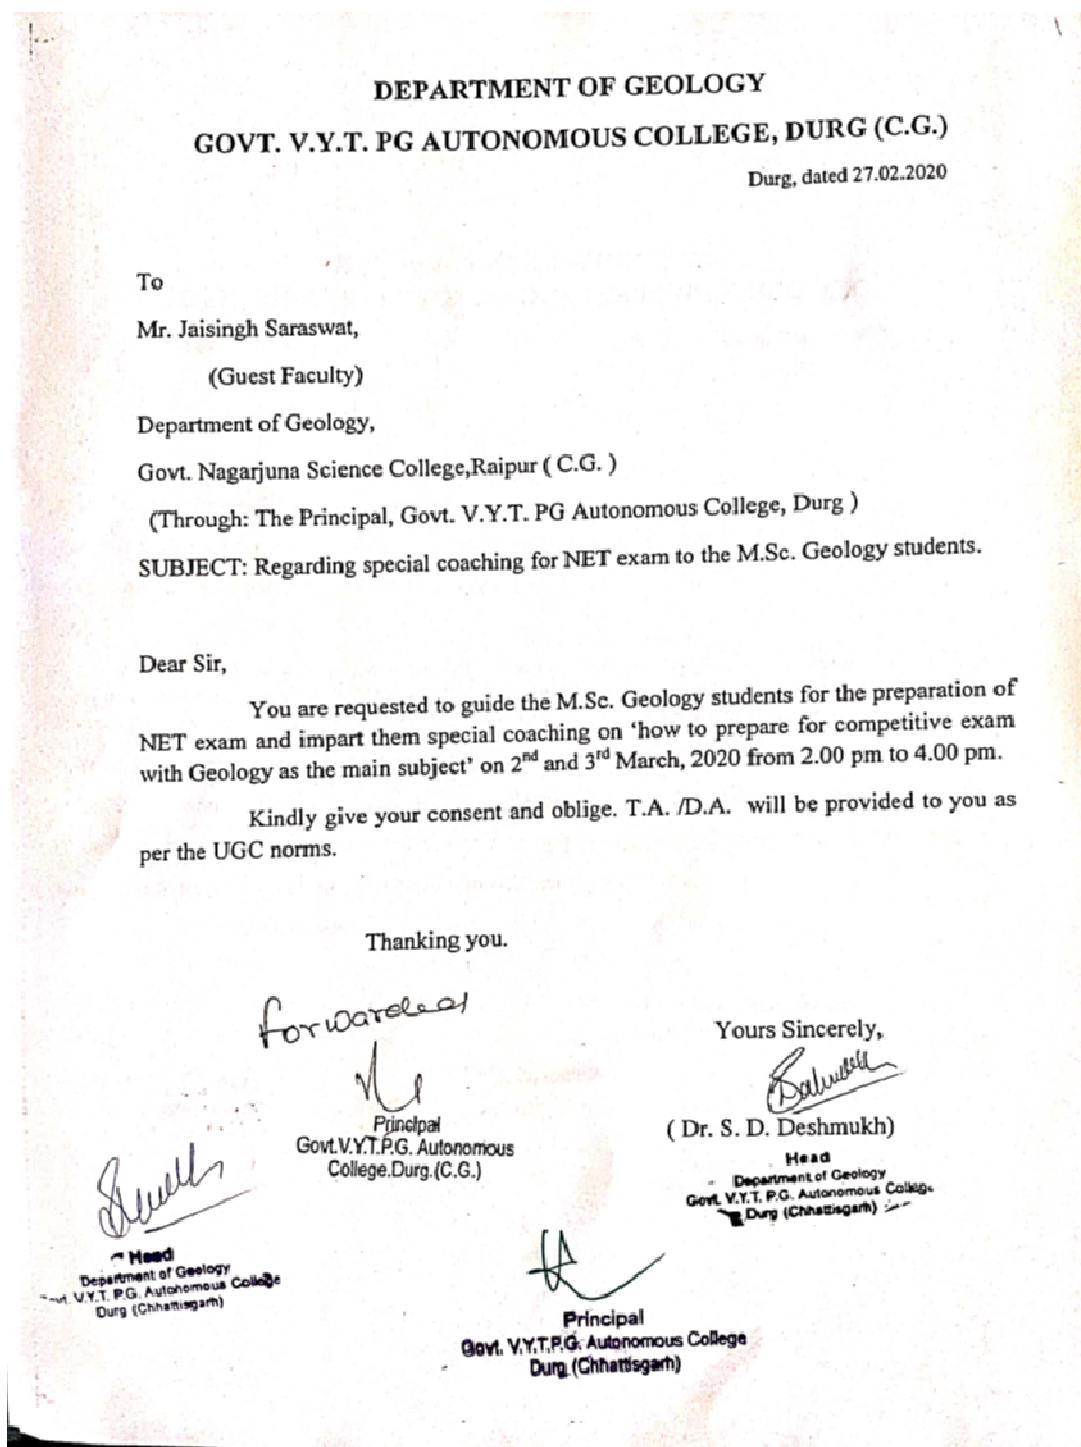 DEPARTMENT OF GEOLOGY
GOVT. V.Y.T. PG AUTONOMOUS COLLEGE, DURG (C.G.)
Durg, dated 27.02.2020
To
Mr. Jaisingh Saraswat,
(Guest Faculty)
Department of Geology,
Govt. Nagarjuna Science College,Raipur ( C.G. )
(Through: The Principal, Govt. V.Y.T. PG Autonomous College, Durg )
SUBJECT: Regarding special coaching for NET exam to the M.Sc. Geology students.
Dear Sir,
You are requested to guide the M.Sc. Geology students for the preparation of
NET exam and impart them special coaching on ‘how to prepare for competitive exam
with Geology as the main subject’ on 2nd and 3rd March, 2020 from 2.00 pm to 4.00 pm.
Kindly give your consent and oblige. T.A. /D.A. will be provided to you as
per the UGC norms.
Thanking you.
forwarded
Principal
Govt.V.Y.T.P.G. Autonomous
College.Durg.(C.G.)
Yours Sincerely,
( Dr. S. D. Deshmukh)
Head
Department of Geology
Govt. V.Y.T. P.G. Autonomous College
Durg (Chhattisgarh)
Head
Department of Geology
Govt. V.Y.T. P.G. Autonomous College
Durg (Chhattisgarh)
Principal
Govt. V.Y.T.P.G. Autonomous College
Durg (Chhattisgarh)